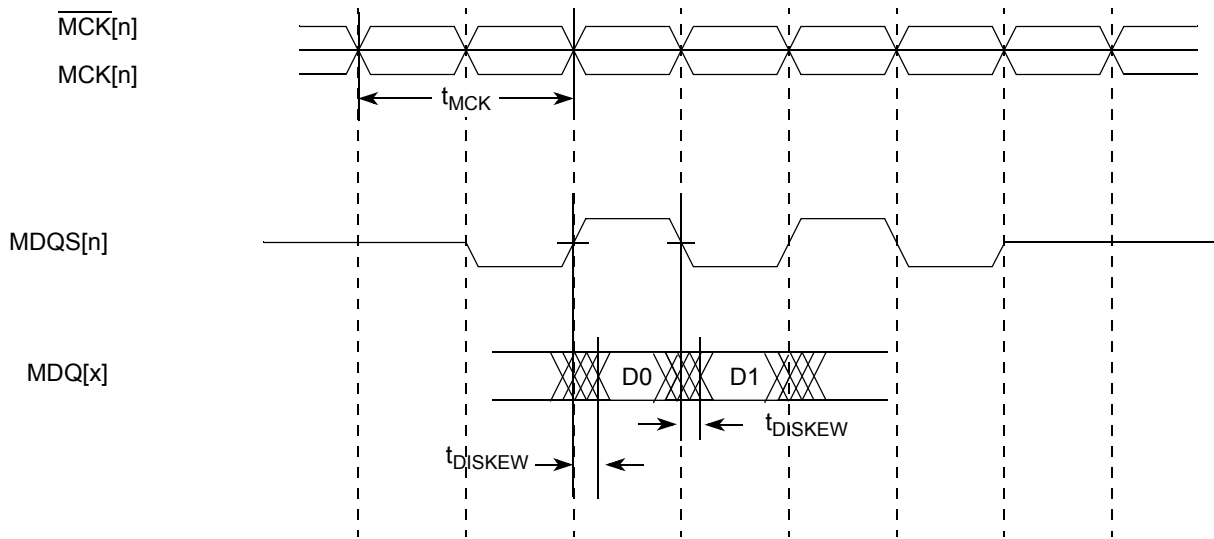 MCK[n]
MCK[n]
tMCK
MDQS[n]
MDQ[x]
D0
D1
tDISKEW
tDISKEW